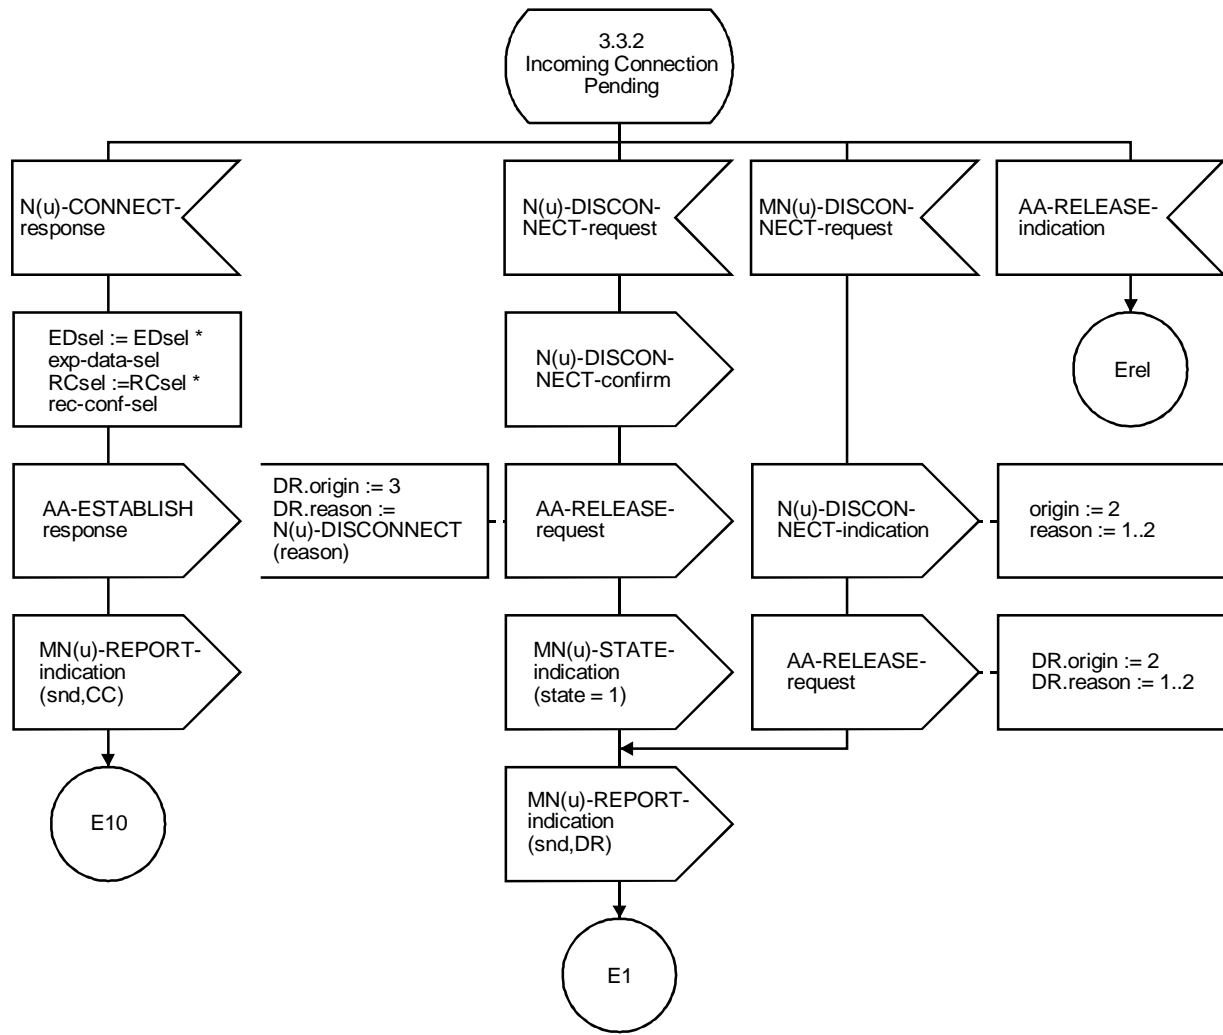 3.3.2
Incoming Connection
Pending
N(u)-CONNECT-
response
N(u)-DISCON-
NECT-request
MN(u)-DISCON-
NECT-request
AA-RELEASE-
indication
EDsel := EDsel *
exp-data-sel
RCsel :=RCsel *
rec-conf-sel
N(u)-DISCON-
NECT-confirm
Erel
AA-ESTABLISH
response
DR.origin := 3
DR.reason :=
N(u)-DISCONNECT
(reason)
AA-RELEASE-
request
N(u)-DISCON-
NECT-indication
origin := 2
reason := 1..2
MN(u)-REPORT-
indication
(snd,CC)
MN(u)-STATE-
indication
(state = 1)
AA-RELEASE-
request
DR.origin := 2
DR.reason := 1..2
E10
MN(u)-REPORT-
indication
(snd,DR)
E1